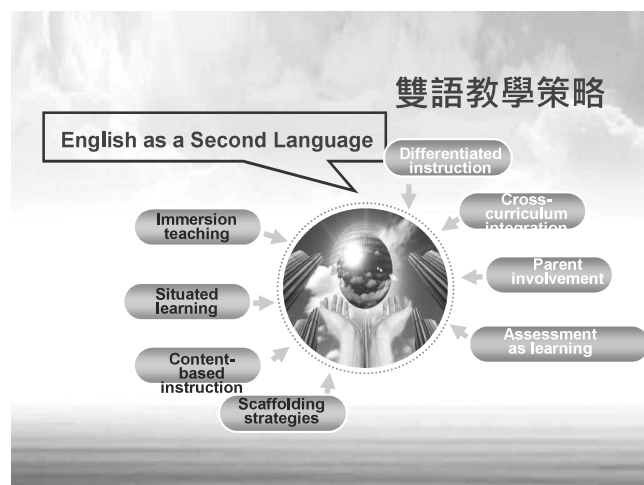 雙語教學策略
English as a Second Language
Differentiated
instruction
Cross-
curriculum
integration
Immersion
teaching
Parent
involvement
Situated
learning
Assessment
as learning
Content-
based
instruction
Scaffolding
strategies